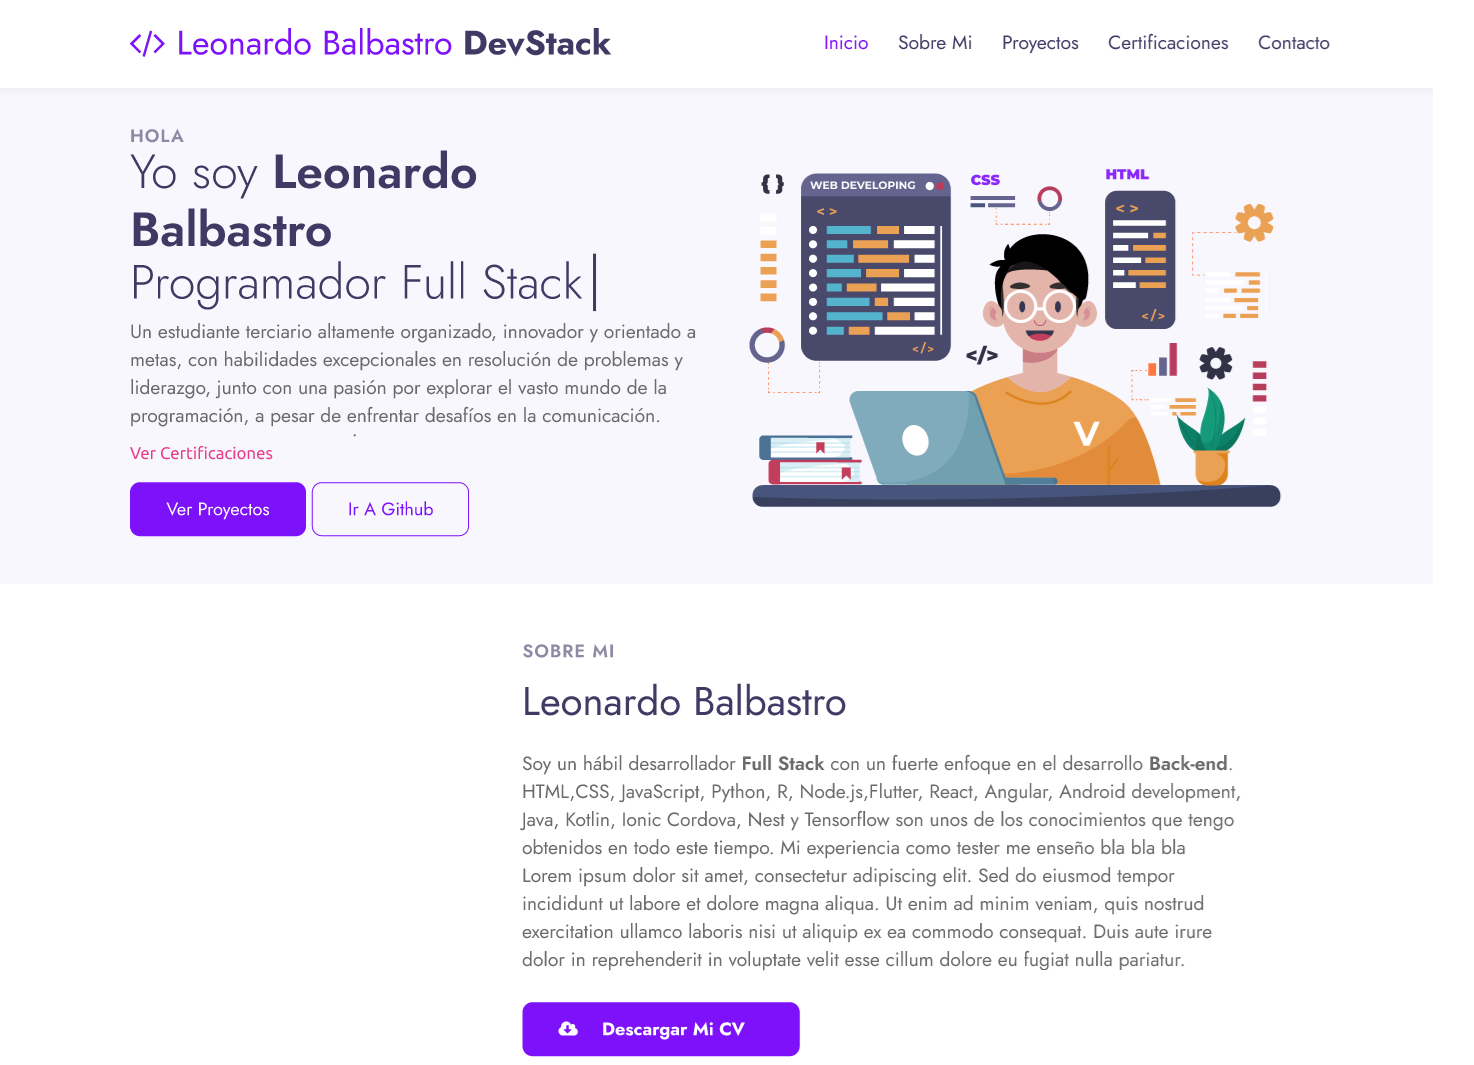 </> Leonardo Balbastro DevStack
Inicio Sobre Mi Proyectos Certificaciones Contacto
HOLA
Yo soy Leonardo
Balbastro
Programador Full Stack|
Un estudiante terciario altamente organizado, innovador y orientado a
metas, con habilidades excepcionales en resolución de problemas y
liderazgo, junto con una pasión por explorar el vasto mundo de la
programación, a pesar de enfrentar desafíos en la comunicación.
Ver Certificaciones
Ver Proyectos
Ir A Github
{ }
WEB DEVELOPING
< >
</>
CSS
HTML
< >
</>
</>
V
SOBRE MI
Leonardo Balbastro
Soy un hábil desarrollador Full Stack con un fuerte enfoque en el desarrollo Back-end.
HTML,CSS, JavaScript, Python, R, Node.js,Flutter, React, Angular, Android development,
Java, Kotlin, Ionic Cordova, Nest y Tensorflow son unos de los conocimientos que tengo
obtenidos en todo este tiempo. Mi experiencia como tester me enseño bla bla bla
Lorem ipsum dolor sit amet, consectetur adipiscing elit. Sed do eiusmod tempor
incididunt ut labore et dolore magna aliqua. Ut enim ad minim veniam, quis nostrud
exercitation ullamco laboris nisi ut aliquip ex ea commodo consequat. Duis aute irure
dolor in reprehenderit in voluptate velit esse cillum dolore eu fugiat nulla pariatur.
Descargar Mi CV